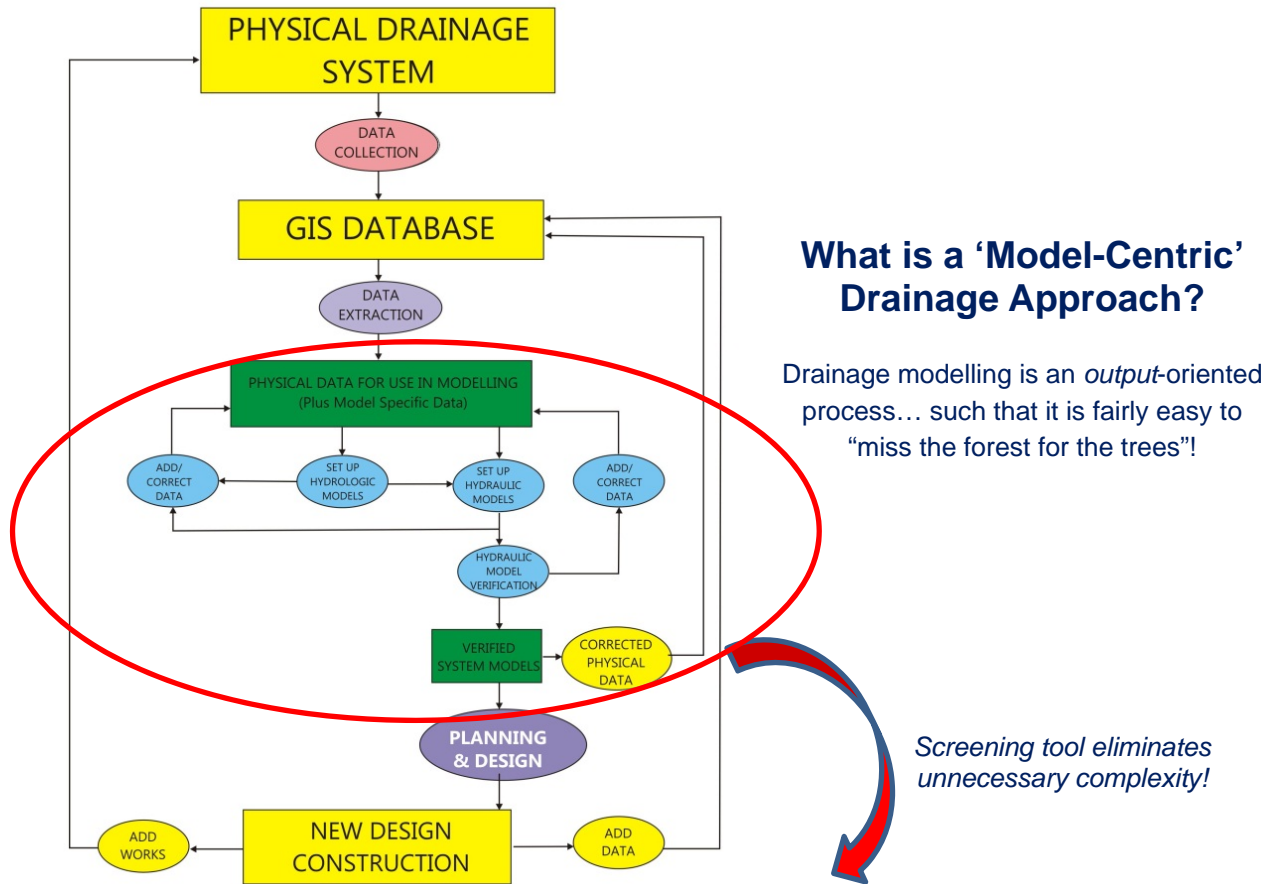 PHYSICAL DRAINAGE
SYSTEM
DATA
COLLECTION
GIS DATABASE
DATA
EXTRACTION
PHYSICAL DATA FOR USE IN MODELLING
(Plus Model Specific Data)
ADD/
CORRECT
DATA
SET UP
HYDROLOGIC
MODELS
SET UP
HYDRAULIC
MODELS
ADD/
CORRECT
DATA
HYDRAULIC
MODEL
VERIFICATION
VERIFIED
SYSTEM MODELS
CORRECTED
PHYSICAL
DATA
PLANNING
& DESIGN
ADD
WORKS
NEW DESIGN
CONSTRUCTION
ADD
DATA
What is a ‘Model-Centric’
Drainage Approach?
Drainage modelling is an output-oriented
process… such that it is fairly easy to
“miss the forest for the trees”!
Screening tool eliminates
unnecessary complexity!